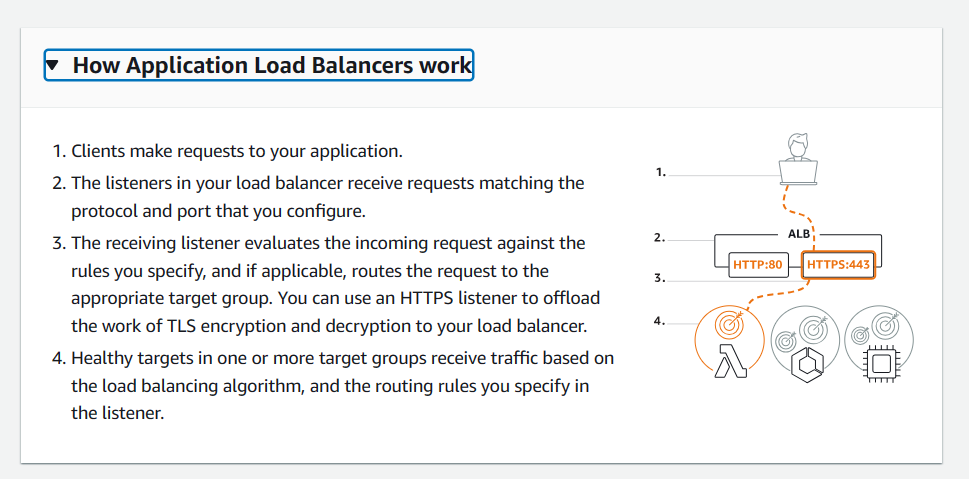 How Application Load Balancers work
1. Clients make requests to your application.
2. The listeners in your load balancer receive requests matching the
protocol and port that you configure.
3. The receiving listener evaluates the incoming request against the
rules you specify, and if applicable, routes the request to the
appropriate target group. You can use an HTTPS listener to offload
the work of TLS encryption and decryption to your load balancer.
4. Healthy targets in one or more target groups receive traffic based on
the load balancing algorithm, and the routing rules you specify in
the listener.
1.
2.
ALB
HTTP:80
HTTPS:443
3.
4.